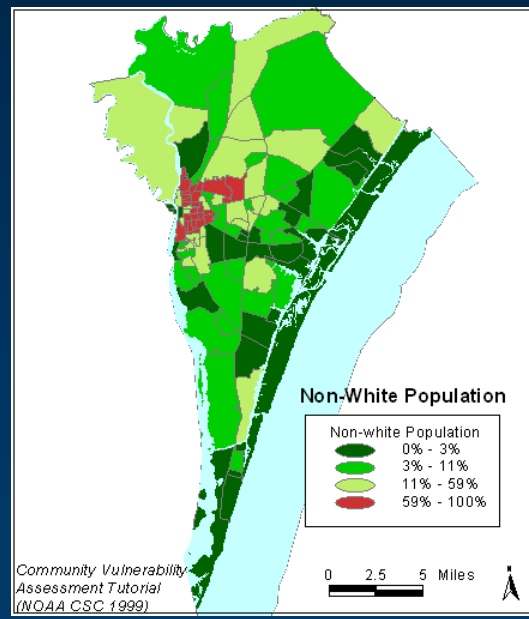 Non-White Population
Non-white Population
0% - 3%
3% - 11%
11% - 59%
59% - 100%
Community Vulnerability
Assessment Tutorial
(NOAA CSC 1999)
0 2.5 5 Miles
N